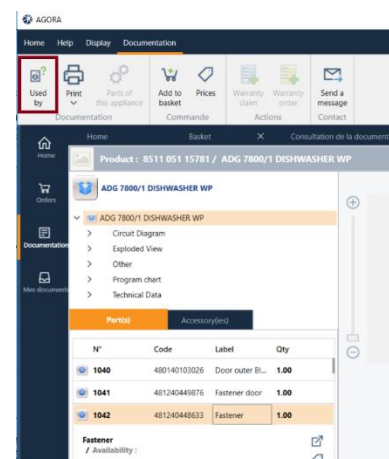 AGORA
Home Help Display Documentation
Used by
Print
Parts of this appliance
Add to basket
Prices
Warranty claim
Warranty order
Send a message
Documentation Commande Actions Contact
Home Basket × Consultation de la document
Home
Product : 8511 051 15781 / ADG 7800/1 DISHWASHER WP
Orders
ADG 7800/1 DISHWASHER WP
ADG 7800/1 DISHWASHER WP
Circuit Diagram
Documentation
Exploded View
Other
Program chart
Mes documents
Technical Data
Part(s) Accessory(ies)
N° Code Label Qty
1040 480140103026 Door outer Bl... 1.00
1041 481240449876 Fastener door 1.00
1042 481240448633 Fastener 1.00
Fastener
/ Availability :